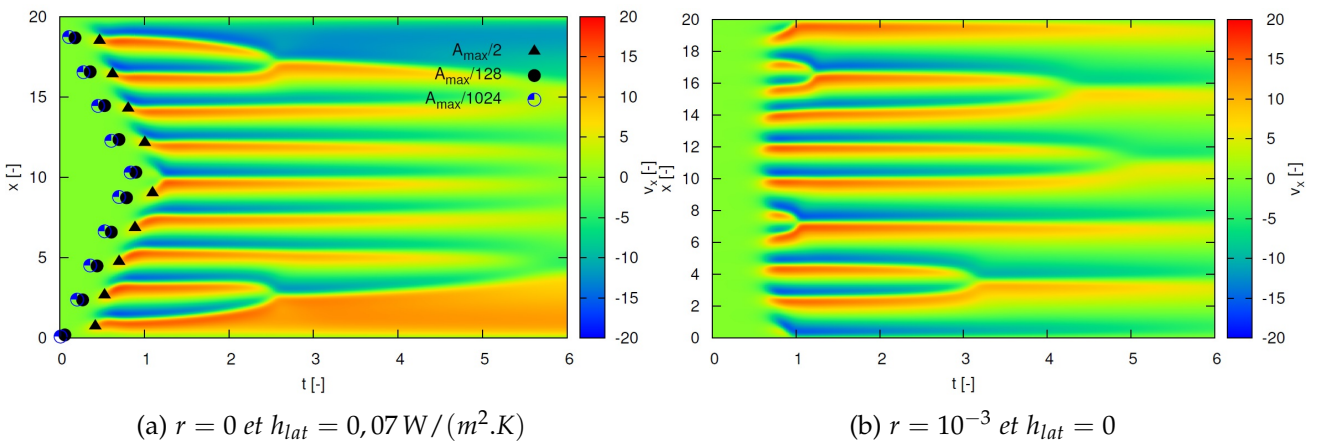 20
15
10
5
0
x [-]
0 1 2 3 4 5 6
t [-]
A_max/2
A_max/128
A_max/1024
20
15
10
5
0
-5
-10
-15
-20
v_x [-]
20
18
16
14
12
10
8
6
4
2
0
x [-]
0 1 2 3 4 5 6
t [-]
20
15
10
5
0
-5
-10
-15
-20
v_x [-]
(a) r = 0 et h_lat = 0, 07 W/(m².K)
(b) r = 10⁻³ et h_lat = 0